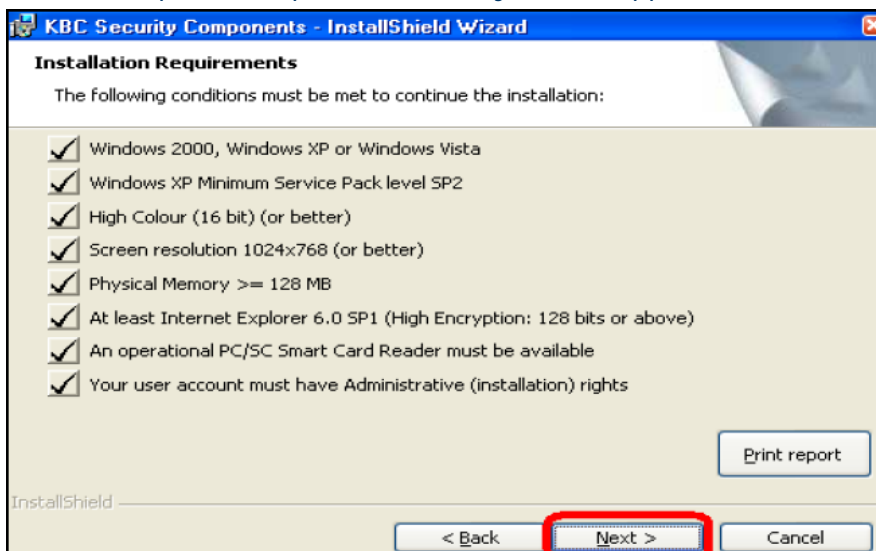 KBC Security Components - InstallShield Wizard
Installation Requirements
The following conditions must be met to continue the installation:
Windows 2000, Windows XP or Windows Vista
Windows XP Minimum Service Pack level SP2
High Colour (16 bit) (or better)
Screen resolution 1024x768 (or better)
Physical Memory >= 128 MB
At least Internet Explorer 6.0 SP1 (High Encryption: 128 bits or above)
An operational PC/SC Smart Card Reader must be available
Your user account must have Administrative (installation) rights
Print report
InstallShield
< Back Next > Cancel